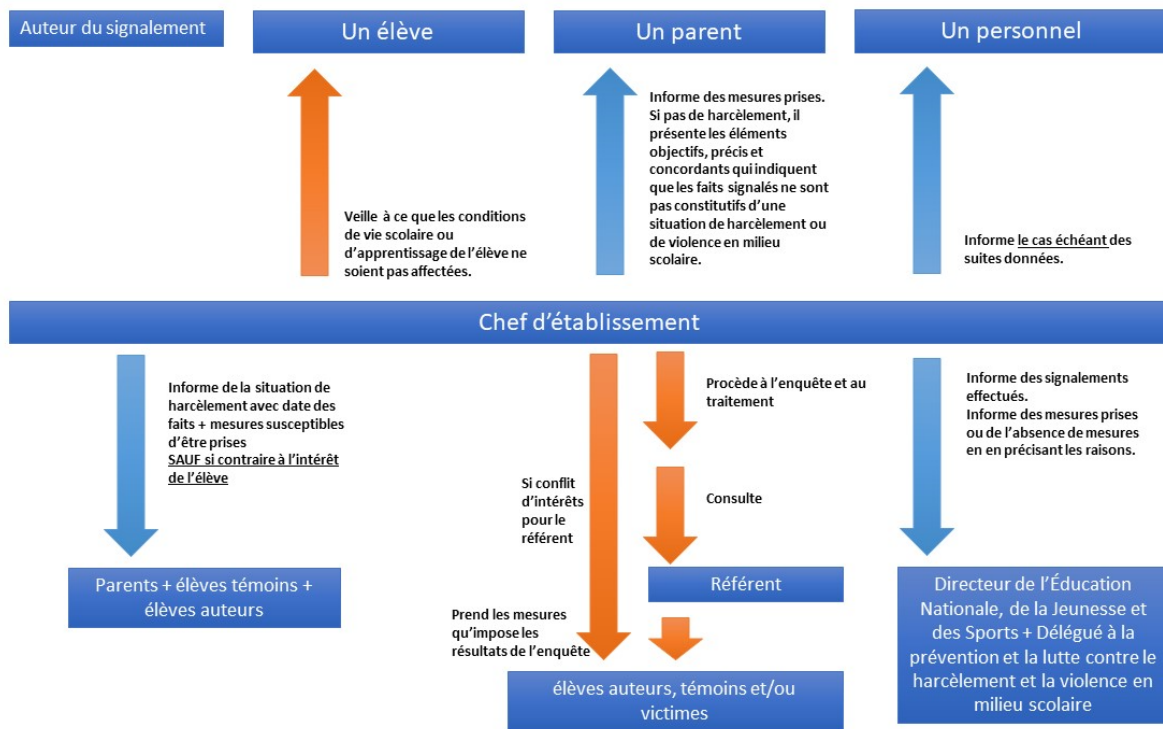 Auteur du signalement
Un élève
Un parent
Un personnel
Veille à ce que les conditions
de vie scolaire ou
d'apprentissage de l'élève ne
soient pas affectées.
Informe des mesures prises.
Si pas de harcèlement, il
présente les éléments
objectifs, précis et
concordants qui indiquent
que les faits signalés ne sont
pas constitutifs d'une
situation de harcèlement ou
de violence en milieu
scolaire.
Informe le cas échéant des
suites données.
Chef d'établissement
Informe de la situation de
harcèlement avec date des
faits + mesures susceptibles
d'être prises
SAUF si contraire à l'intérêt
de l'élève
Parents + élèves témoins +
élèves auteurs
Si conflit
d'intérêts
pour le
référent
Procède à l'enquête et au
traitement
Consulte
Référent
Prend les mesures
qu'impose les
résultats de l'enquête
élèves auteurs, témoins et/ou
victimes
Informe des signalements
effectués.
Informe des mesures prises
ou de l'absence de mesures
en en précisant les raisons.
Directeur de l'Éducation
Nationale, de la Jeunesse et
des Sports + Délégué à la
prévention et la lutte contre le
harcèlement et la violence en
milieu scolaire